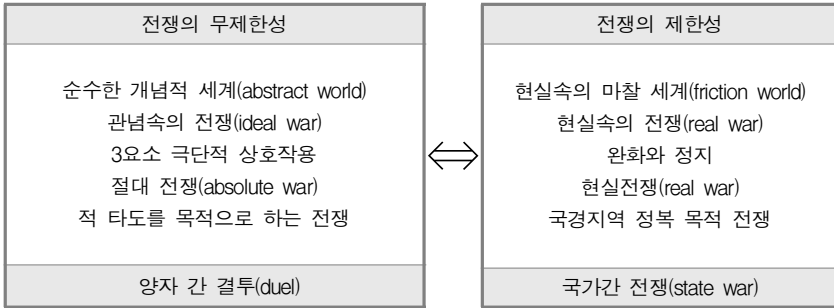 전쟁의 무제한성
순수한 개념적 세계(abstract world)
관념속의 전쟁(ideal war)
3요소 극단적 상호작용
절대 전쟁(absolute war)
적 타도를 목적으로 하는 전쟁
양자 간 결투(duel)
전쟁의 제한성
현실속의 마찰 세계(friction world)
현실속의 전쟁(real war)
완화와 정지
현실전쟁(real war)
국경지역 정복 목적 전쟁
국가간 전쟁(state war)